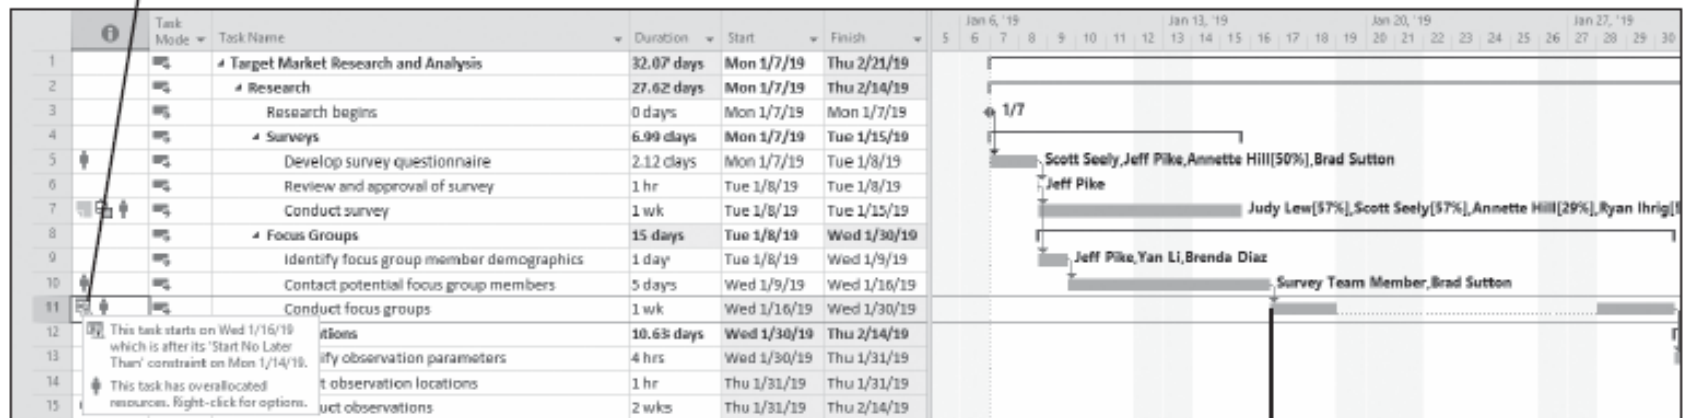 Jan 6, '19 Jan 13, '19 Jan 20, '19 Jan 27, '19
Task Mode Task Name Duration Start Finish 5 6 7 8 9 10 11 12 13 14 15 16 17 18 19 20 21 22 23 24 25 26 27 28 29 30
1 Target Market Research and Analysis 32.07 days Mon 1/7/19 Thu 2/21/19
2 Research 27.62 days Mon 1/7/19 Thu 2/14/19
3 Research begins 0 days Mon 1/7/19 Mon 1/7/19 1/7
4 Surveys 6.99 days Mon 1/7/19 Tue 1/15/19
5 Develop survey questionnaire 2.12 days Mon 1/7/19 Tue 1/8/19 Scott Seely,Jeff Pike,Annette Hill[50%],Brad Sutton
6 Review and approval of survey 1 hr Tue 1/8/19 Tue 1/8/19 Jeff Pike
7 Conduct survey 1 wk Tue 1/8/19 Tue 1/15/19 Judy Lew[57%],Scott Seely[57%],Annette Hill[29%],Ryan Ihrig[
8 Focus Groups 15 days Tue 1/8/19 Wed 1/30/19
9 Identify focus group member demographics 1 day Tue 1/8/19 Wed 1/9/19 Jeff Pike,Yan Li,Brenda Diaz
10 Contact potential focus group members 5 days Wed 1/9/19 Wed 1/16/19 Survey Team Member,Brad Sutton
11 Conduct focus groups 1 wk Wed 1/16/19 Wed 1/30/19
12 tions 10.63 days Wed 1/30/19 Thu 2/14/19
13 ify observation parameters 4 hrs Wed 1/30/19 Thu 1/31/19
14 t observation locations 1 hr Thu 1/31/19 Thu 1/31/19
15 uct observations 2 wks Thu 1/31/19 Thu 2/14/19
This task starts on Wed 1/16/19
which is after its 'Start No Later
Than' constraint on Mon 1/14/19.
This task has overallocated
resources. Right-click for options.